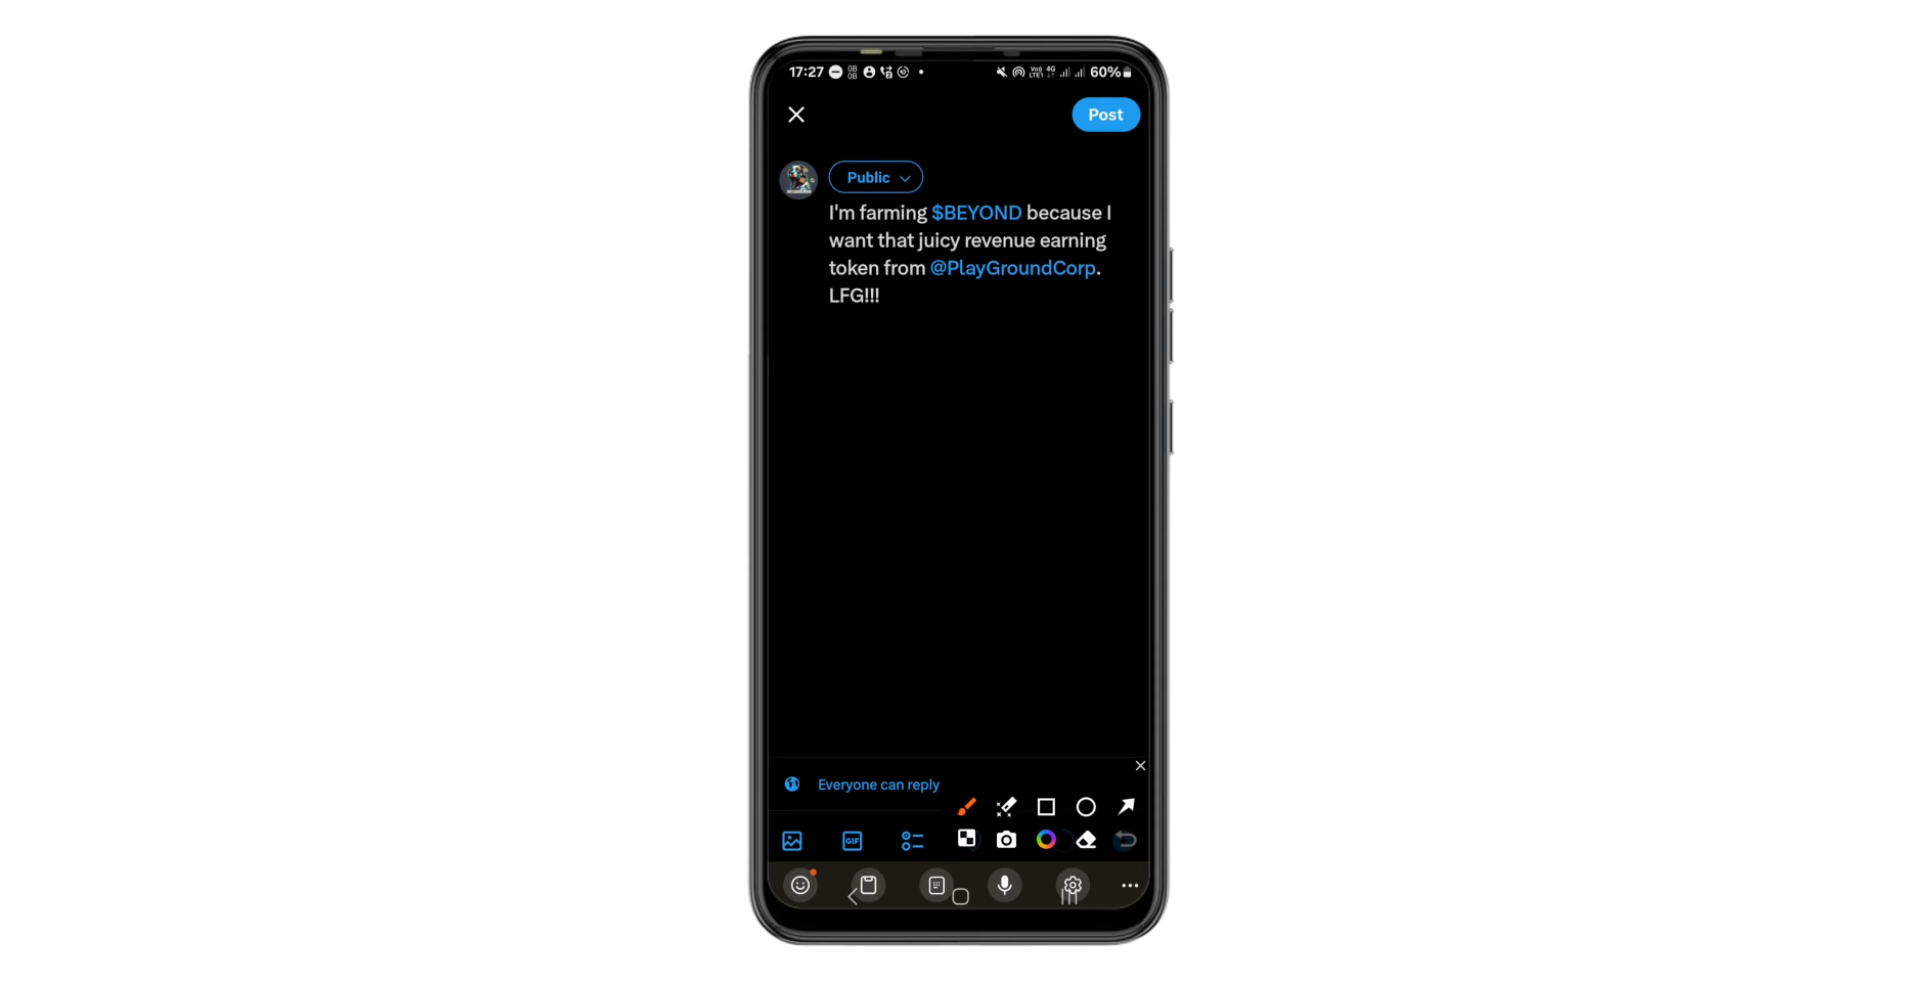 17:27 60%
Post
Public
I'm farming $BEYOND because I
want that juicy revenue earning
token from @PlayGroundCorp.
LFG!!!
Everyone can reply
GIF